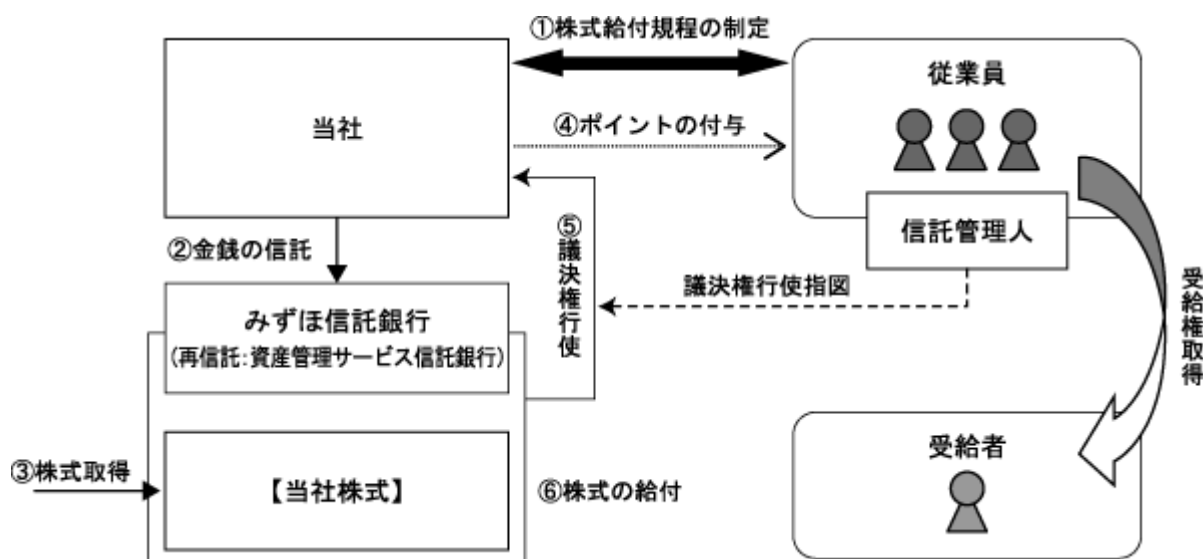 ①株式給付規程の制定
従業員
当社
④ポイントの付与
信託管理人
②金銭の信託
⑤議決権行使
議決権行使指図
受給権取得
みずほ信託銀行
（再信託：資産管理サービス信託銀行）
受給者
③株式取得
【当社株式】
⑥株式の給付